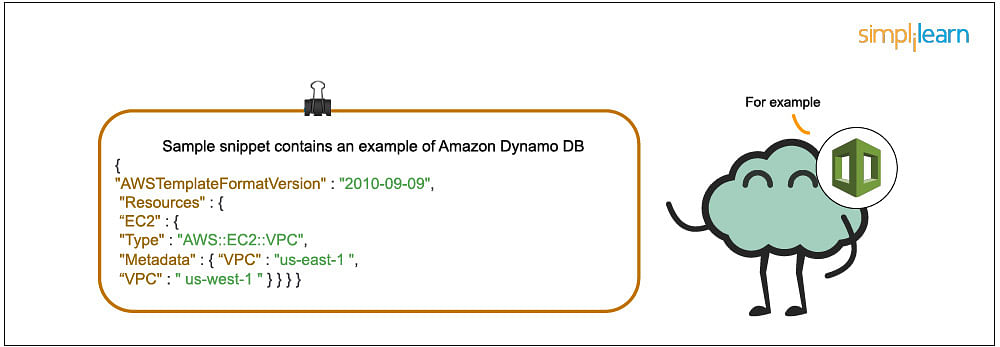 simplilearn
For example
Sample snippet contains an example of Amazon Dynamo DB
{
"AWSTemplateFormatVersion" : "2010-09-09",
"Resources" : {
“EC2" : {
"Type" : "AWS::EC2::VPC",
"Metadata" : { “VPC" : "us-east-1 ",
“VPC" : " us-west-1 " } } } }